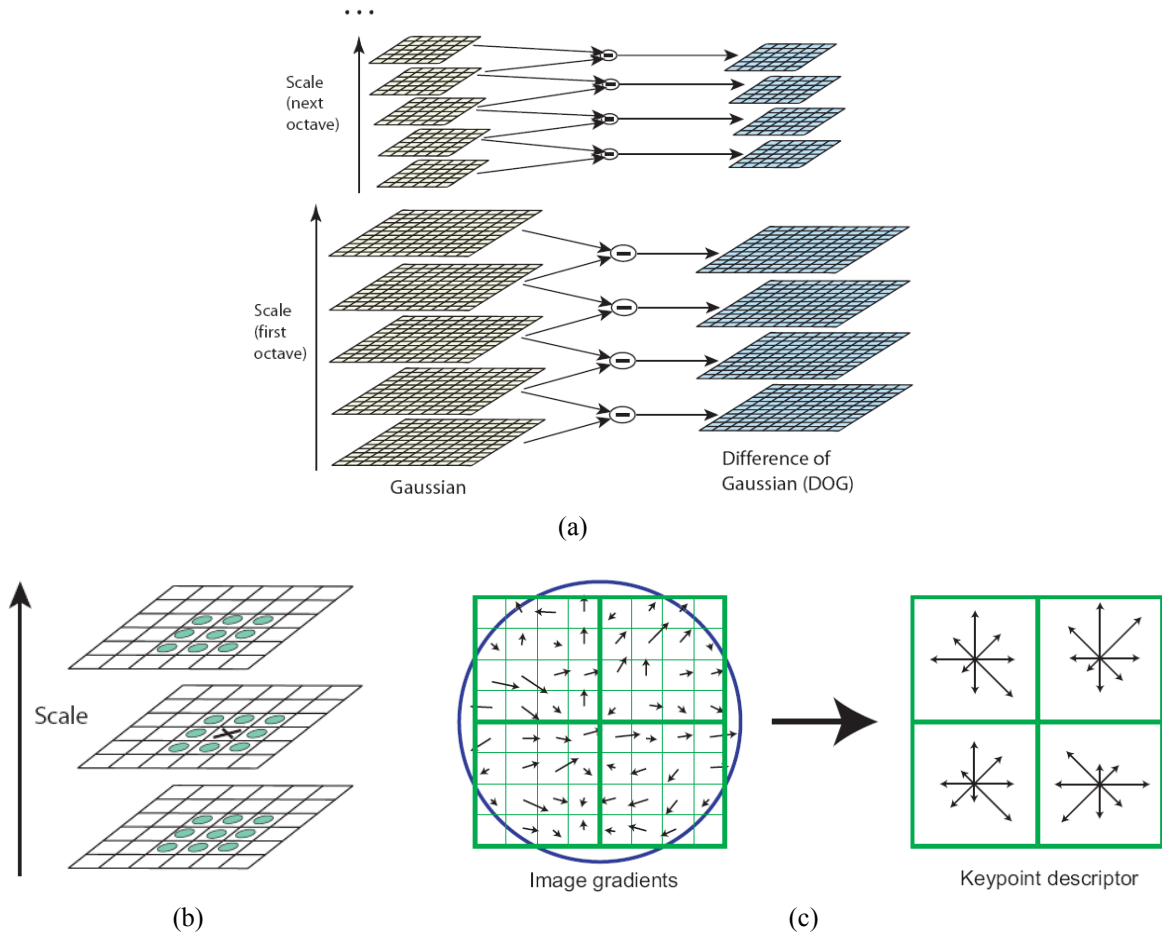 ...
Scale
(next
octave)
Scale
(first
octave)
Gaussian
Difference of
Gaussian (DOG)
(a)
Scale
Image gradients
Keypoint descriptor
(b)
(c)